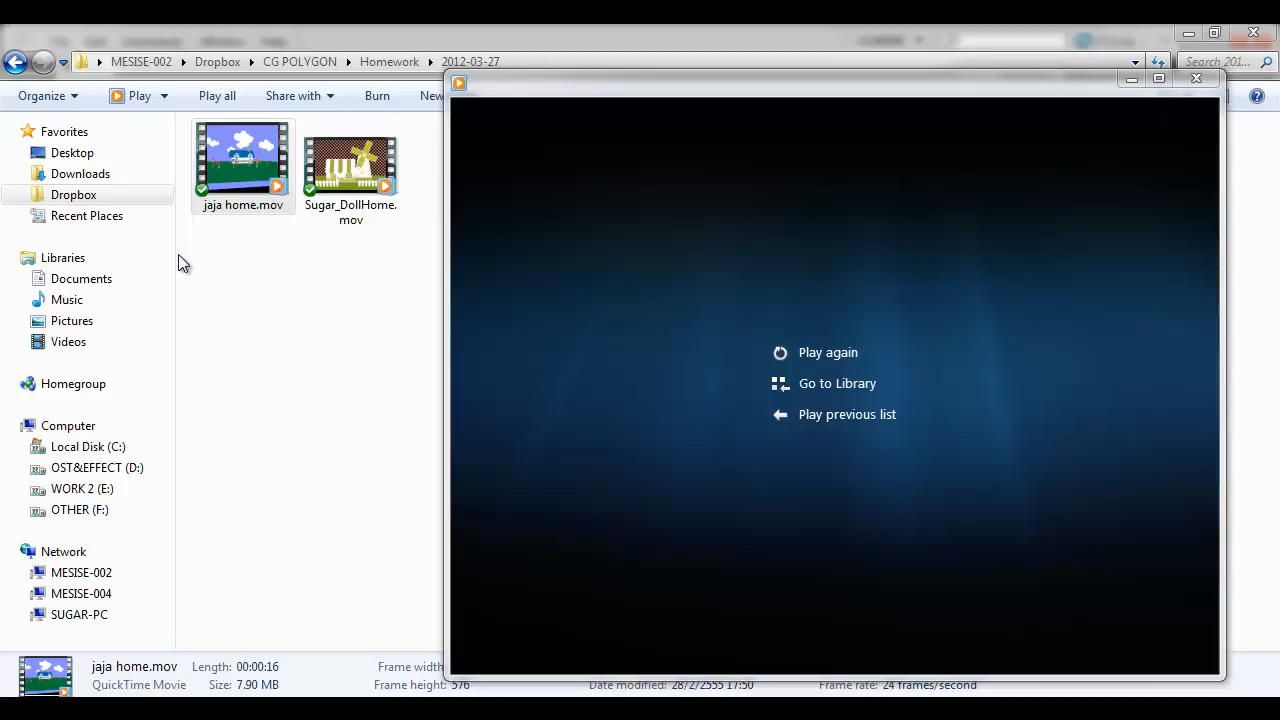 MESISE-002 Dropbox CG POLYGON Homework 2012-03-27
Search 201...
Organize Play Play all Share with Burn New
Favorites
Desktop
Downloads
Dropbox
Recent Places
Libraries
Documents
Music
Pictures
Videos
Homegroup
Computer
Local Disk (C:)
OST&EFFECT (D:)
WORK 2 (E:)
OTHER (F:)
Network
MESISE-002
MESISE-004
SUGAR-PC
jaja home.mov
Sugar_DollHome.
mov
Play again
Go to Library
Play previous list
jaja home.mov Length: 00:00:16 Frame width
QuickTime Movie Size: 7.90 MB Frame height: 576 Date modified: 28/2/2555 17:50 Frame rate: 24 frames/second